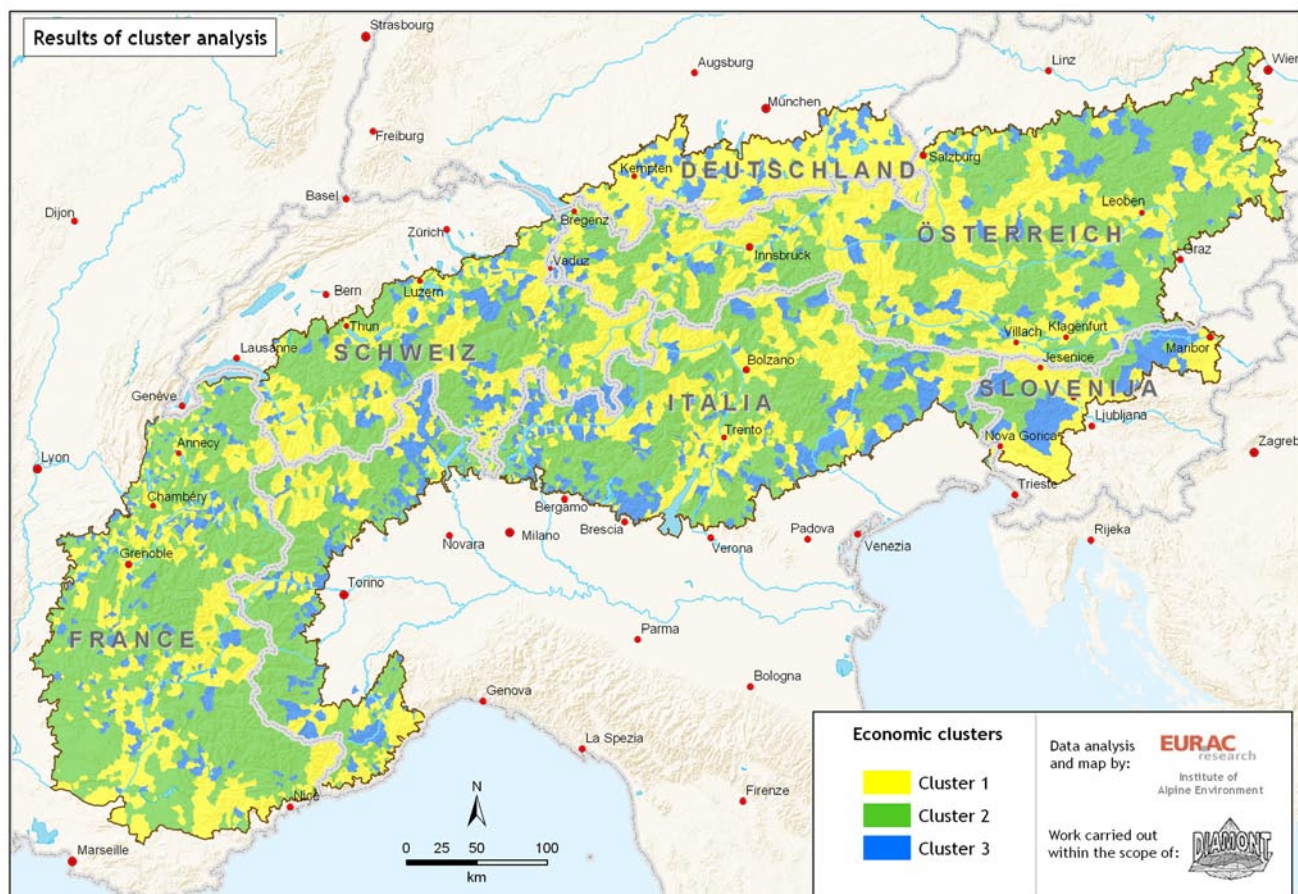 Results of cluster analysis
Strasbourg
Augsburg
Linz
Wien
München
Freiburg
Salzburg
Kempten
DEUTSCHLAND
Basel
Dijon
Bregenz
Leoben
Zürich
ÖSTERREICH
Innsbruck
Graz
Vaduz
Luzern
Bern
Thun
Villach
Klagenfurt
Maribor
SCHWEIZ
Lausanne
Jesenice
Bolzano
SLOVENIJA
Genève
ITALIA
Ljubljana
Trento
Nova Gorica
Annecy
Zagreb
Lyon
Trieste
Chambéry
Bergamo
Brescia
Padova
Novara
Milano
Verona
Venezia
Rijeka
Grenoble
Torino
FRANCE
Parma
Bologna
Genova
La Spezia
Nice
Firenze
Marseille
N
0 25 50 100
km
Economic clusters
Cluster 1
Cluster 2
Cluster 3
Data analysis
and map by:
EURAC
research
Institute of
Alpine Environment
Work carried out
within the scope of:
DIAMONT